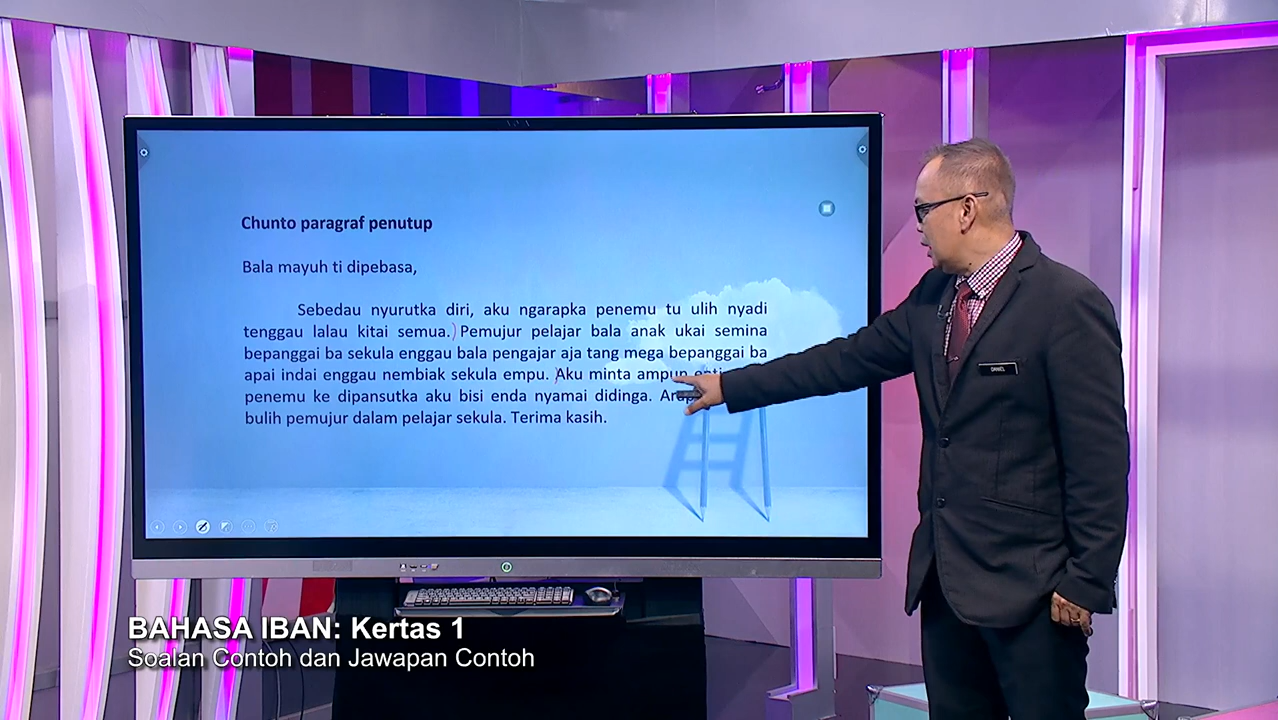 Chunto paragraf penutup
Bala mayuh ti dipebasa,
Sebedau nyurutka diri, aku ngarapka penemu tu ulih nyadi
tenggau lalau kitai semua. Pemujur pelajar bala anak ukai semina
bepanggai ba sekula enggau bala pengajar aja tang mega bepanggai ba
apai indai enggau nembiak sekula empu. Aku minta ampun
penemu ke dipansutka aku bisi enda nyamai didinga.
bulih pemujur dalam pelajar sekula. Terima kasih.
DANIEL
BAHASA IBAN: Kertas 1
Soalan Contoh dan Jawapan Contoh